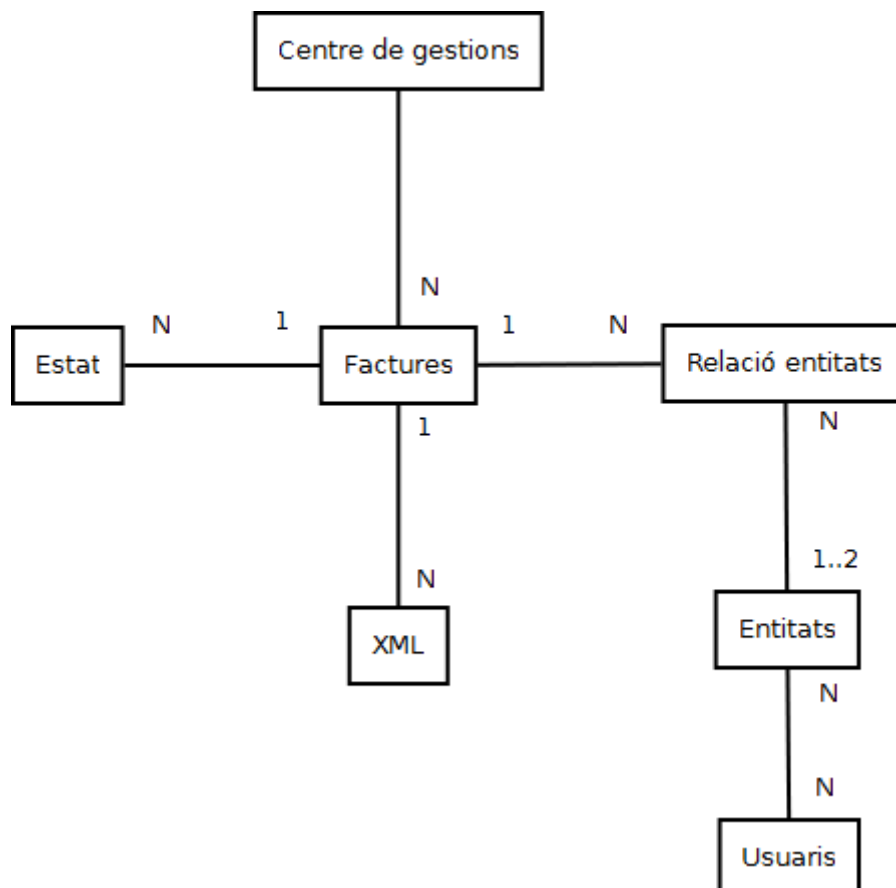 Centre de gestions
N
N
1
1
N
Estat
Factures
Relació entitats
1
N
N
1..2
XML
Entitats
N
N
Usuaris